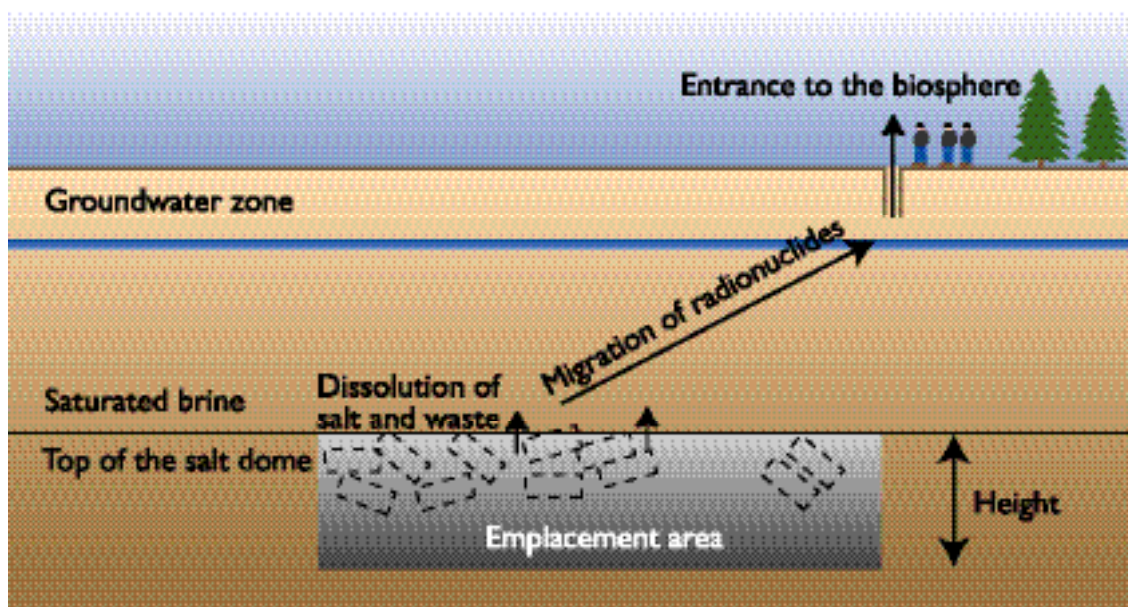 Entrance to the biosphere
Groundwater zone
Migration of radionuclides
Dissolution of
salt and waste
Saturated brine
Top of the salt dome
Height
Emplacement area